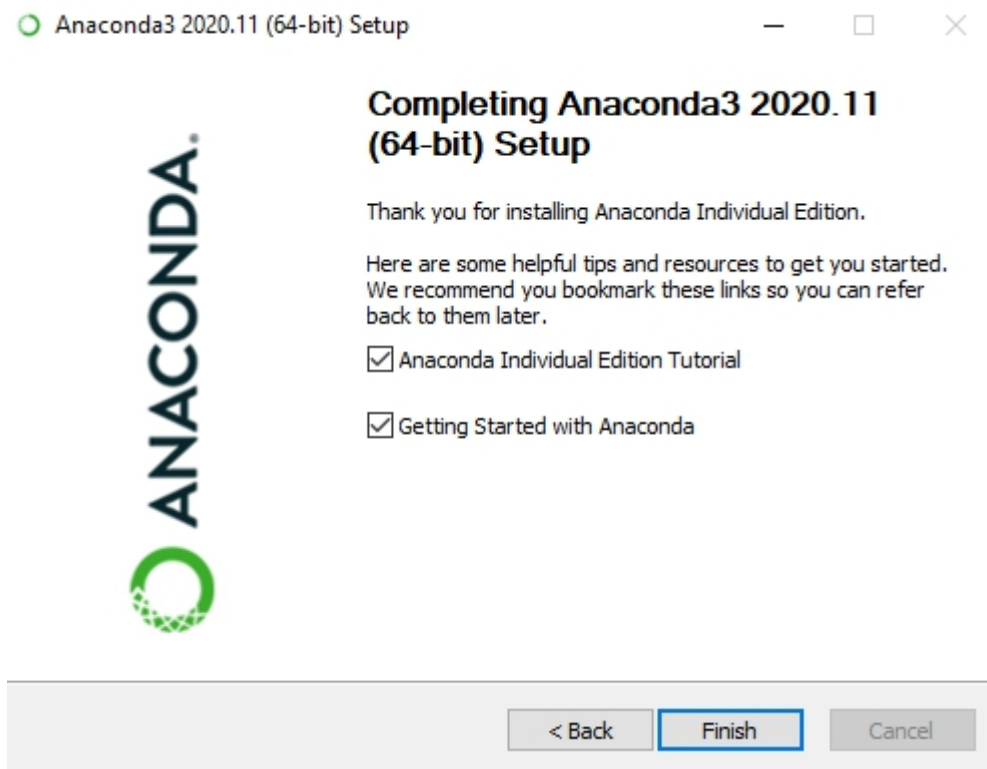 Anaconda3 2020.11 (64-bit) Setup
Completing Anaconda3 2020.11
(64-bit) Setup
Thank you for installing Anaconda Individual Edition.
Here are some helpful tips and resources to get you started.
We recommend you bookmark these links so you can refer
back to them later.
Anaconda Individual Edition Tutorial
Getting Started with Anaconda
ANACONDA.
< Back
Finish
Cancel